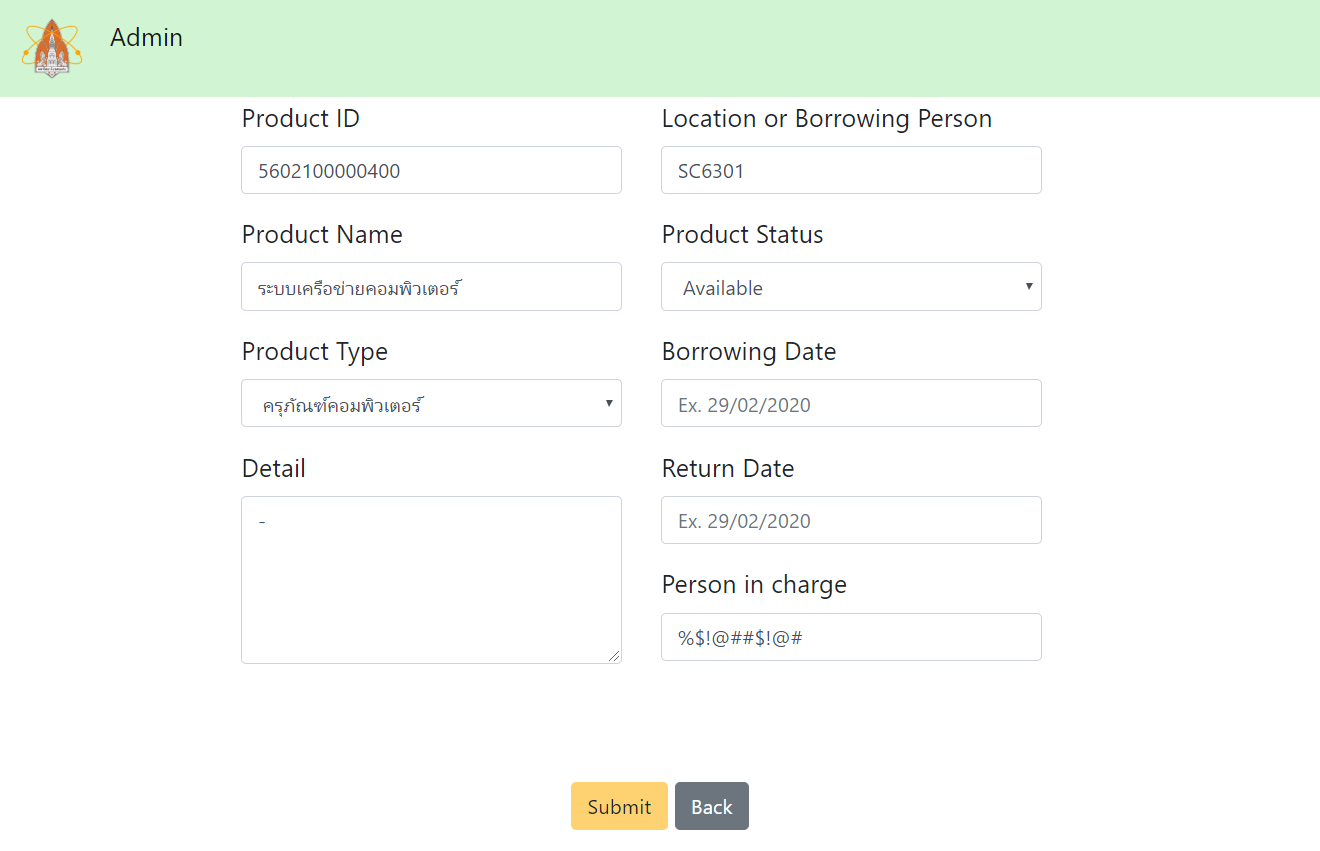 Admin
Product ID
5602100000400
Product Name
ระบบเครือข่ายคอมพิวเตอร์
Product Type
ครุภัณฑ์คอมพิวเตอร์
Detail
-
Location or Borrowing Person
SC6301
Product Status
Available
Borrowing Date
Ex. 29/02/2020
Return Date
Ex. 29/02/2020
Person in charge
%$!@##$!@#
Submit Back